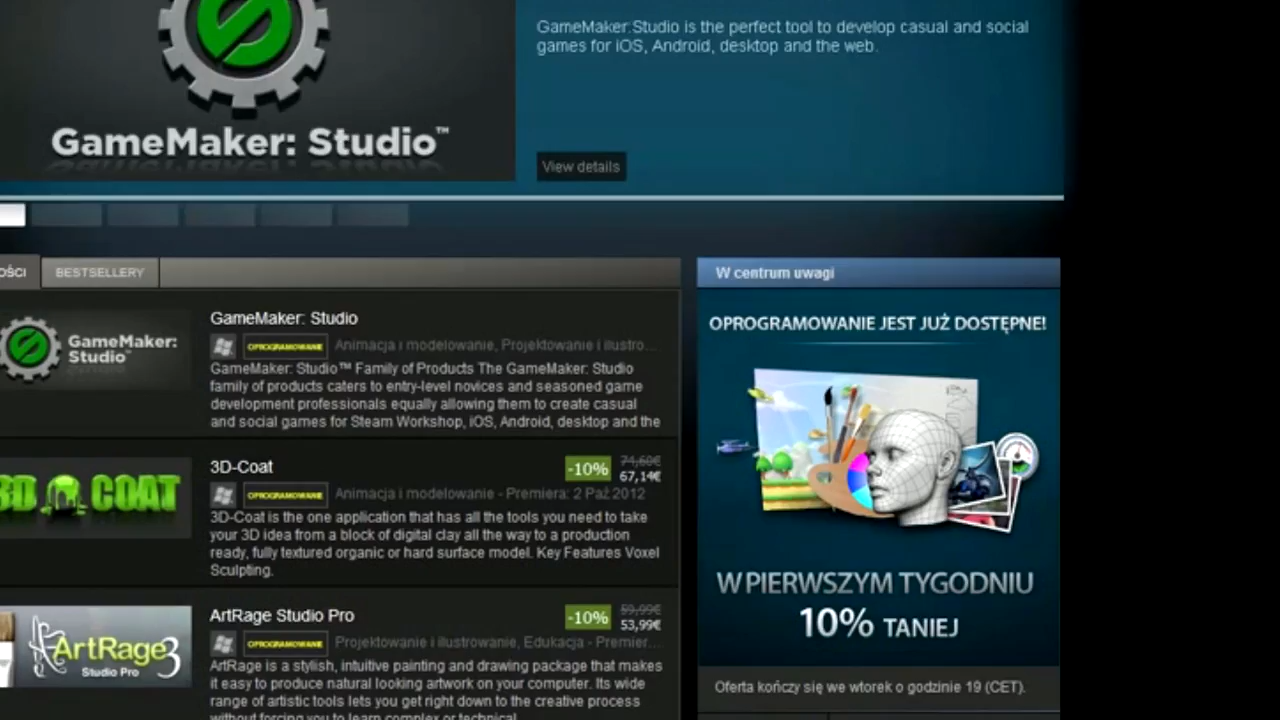 GameMaker:Studio is the perfect tool to develop casual and social
games for iOS, Android, desktop and the web.
GameMaker: Studio™
View details
OŚCI
BESTSELLERY
W centrum uwagi
GameMaker: Studio
GameMaker:
Studio™
OPROGRAMOWANIE
Animacja i modelowanie, Projektowanie i ilustro...
GameMaker: Studio™ Family of Products The GameMaker: Studio
family of products caters to entry-level novices and seasoned game
development professionals equally allowing them to create casual
and social games for Steam Workshop, iOS, Android, desktop and the
3D-Coat
-10%
74,60€
67,14€
3D COAT
OPROGRAMOWANIE
Animacja i modelowanie - Premiera: 2 Paź 2012
3D-Coat is the one application that has all the tools you need to take
your 3D idea from a block of digital clay all the way to a production
ready, fully textured organic or hard surface model. Key Features Voxel
Sculpting.
ArtRage Studio Pro
-10%
59,99€
53,99€
ArtRage3
Studio Pro
OPROGRAMOWANIE
Projektowanie i ilustrowanie, Edukacja - Premier...
ArtRage is a stylish, intuitive painting and drawing package that makes
it easy to produce natural looking artwork on your computer. Its wide
range of artistic tools lets you get right down to the creative process
without forcing you to learn complex or technical
OPROGRAMOWANIE JEST JUŻ DOSTĘPNE!
W PIERWSZYM TYGODNIU
10% TANIEJ
Oferta kończy się we wtorek o godzinie 19 (CET).